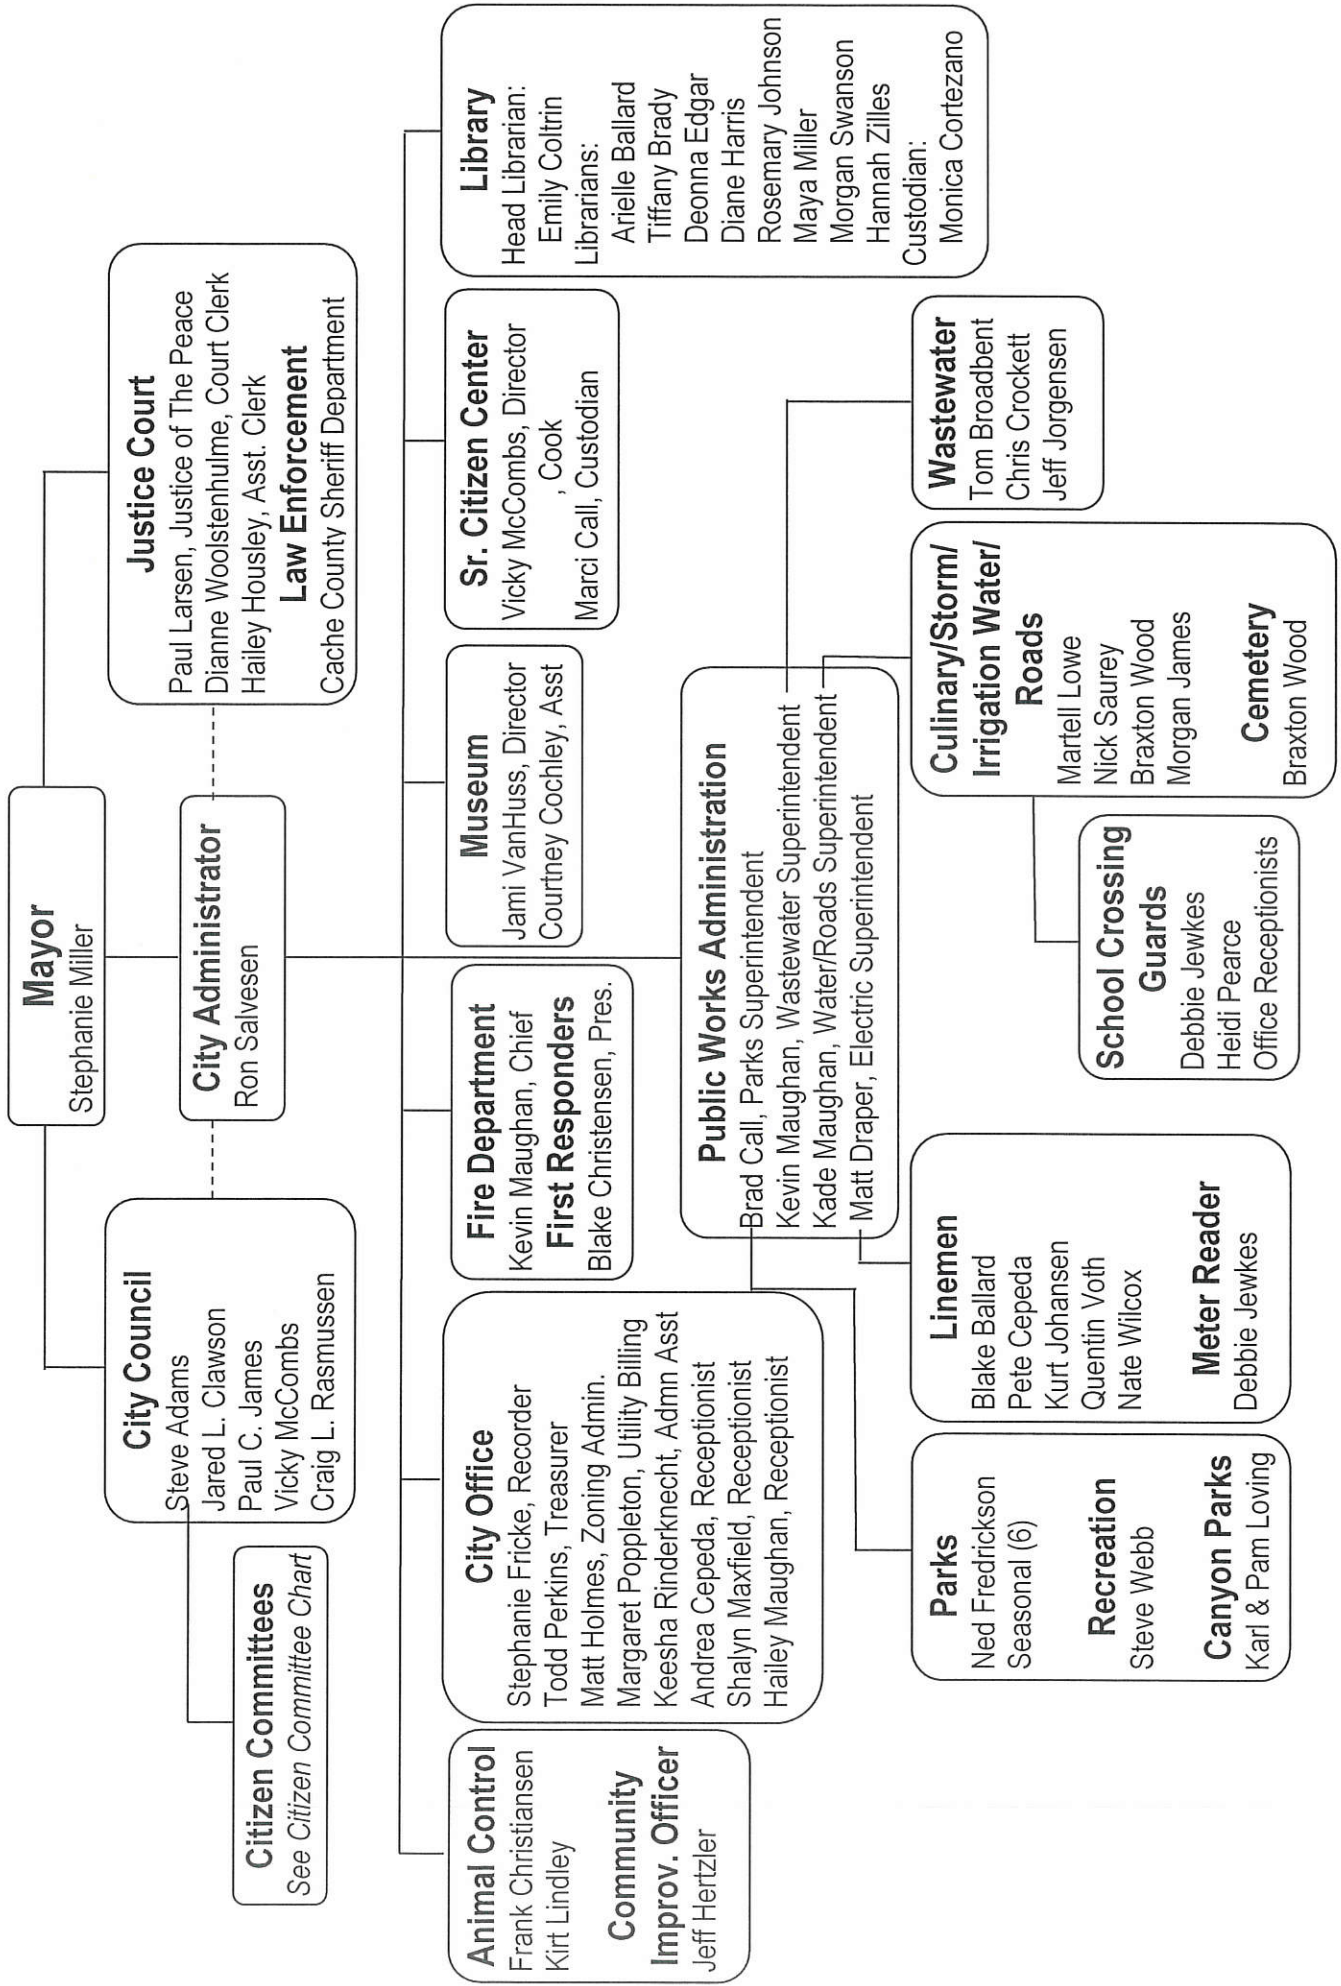 Mayor
Stephanie Miller
City Council
Steve Adams
Jared L. Clawson
Paul C. James
Vicky McCombs
Craig L. Rasmussen
City Administrator
Ron Salvesen
Justice Court
Paul Larsen, Justice of The Peace
Dianne Woolstenhulme, Court Clerk
Hailey Housley, Asst. Clerk
Law Enforcement
Cache County Sheriff Department
Citizen Committees
See Citizen Committee Chart
Animal Control
Frank Christiansen
Kirt Lindley
Community
Improv. Officer
Jeff Hertzler
City Office
Stephanie Fricke, Recorder
Todd Perkins, Treasurer
Matt Holmes, Zoning Admin.
Margaret Poppleton, Utility Billing
Keesha Rinderknecht, Admn Asst
Andrea Cepeda, Receptionist
Shalyn Maxfield, Receptionist
Hailey Maughan, Receptionist
Fire Department
Kevin Maughan, Chief
First Responders
Blake Christensen, Pres.
Museum
Jami VanHuss, Director
Courtney Cochley, Asst
Sr. Citizen Center
Vicky McCombs, Director
, Cook
Marci Call, Custodian
Library
Head Librarian:
Emily Coltrin
Librarians:
Arielle Ballard
Tiffany Brady
Deonna Edgar
Diane Harris
Rosemary Johnson
Maya Miller
Morgan Swanson
Hannah Zilles
Custodian:
Monica Cortezano
Public Works Administration
Brad Call, Parks Superintendent
Kevin Maughan, Wastewater Superintendent
Kade Maughan, Water/Roads Superintendent
Matt Draper, Electric Superintendent
Parks
Ned Fredrickson
Seasonal (6)
Recreation
Steve Webb
Canyon Parks
Karl & Pam Loving
Linemen
Blake Ballard
Pete Cepeda
Kurt Johansen
Quentin Voth
Nate Wilcox
Meter Reader
Debbie Jewkes
School Crossing
Guards
Debbie Jewkes
Heidi Pearce
Office Receptionists
Culinary/Storm/
Irrigation Water/
Roads
Martell Lowe
Nick Saurey
Braxton Wood
Morgan James
Cemetery
Braxton Wood
Wastewater
Tom Broadbent
Chris Crockett
Jeff Jorgensen